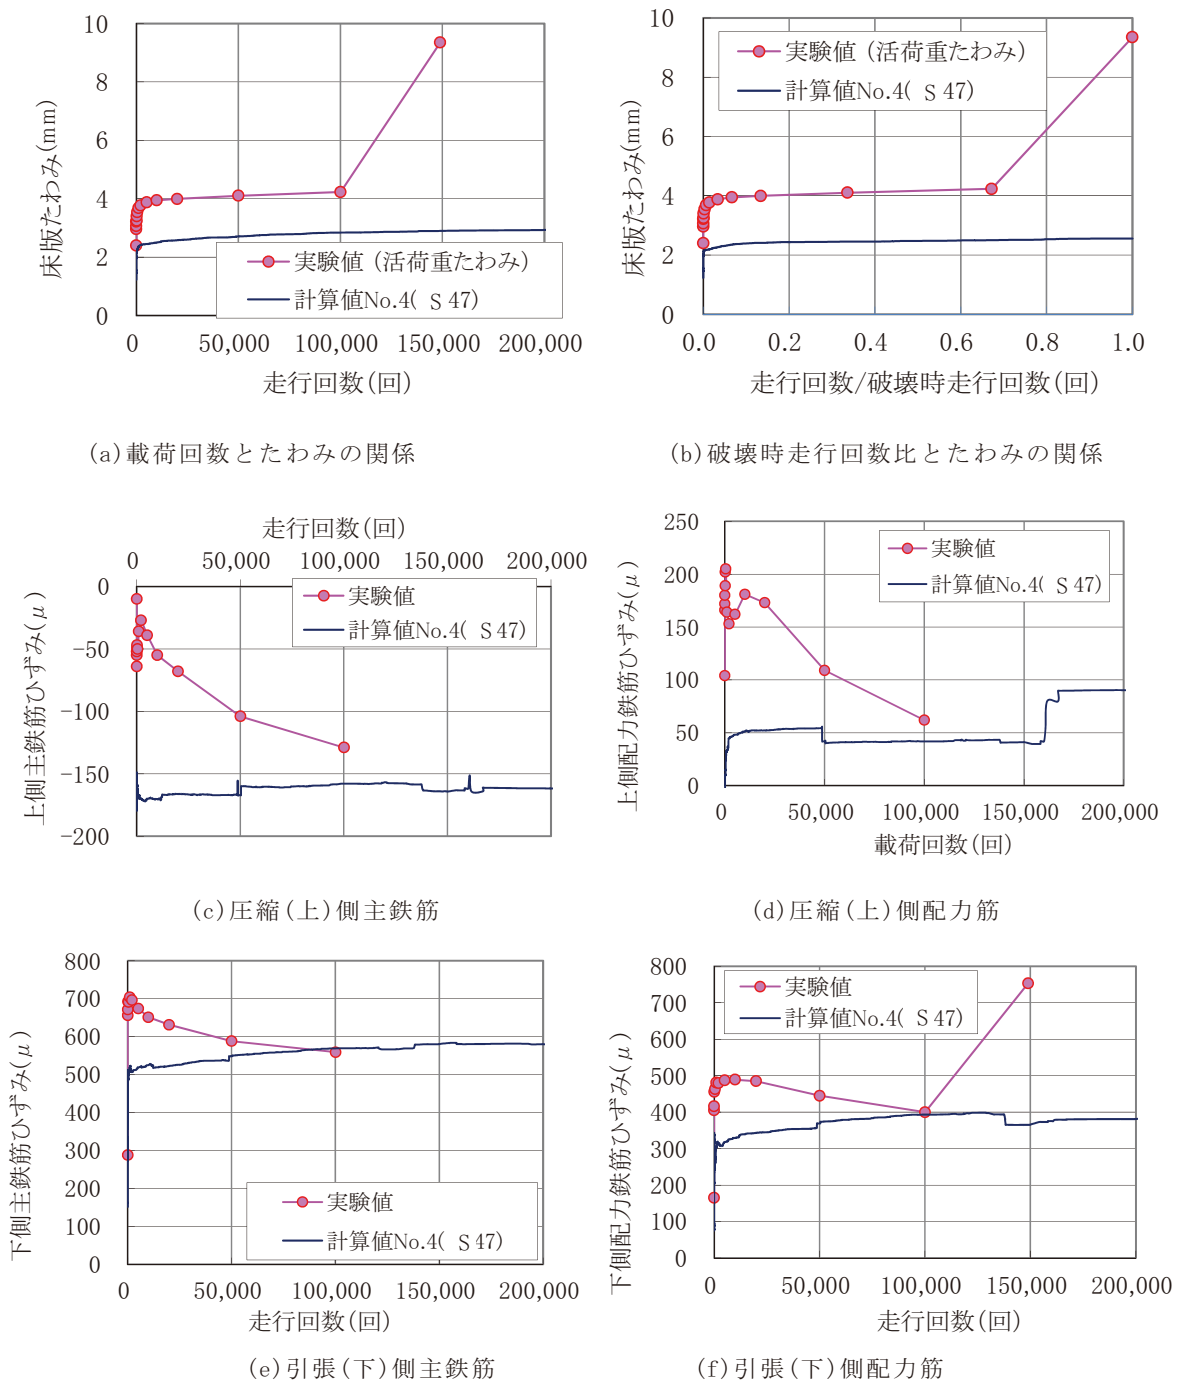 10
8
6
4
2
0
床版たわみ(mm)
実験値 (活荷重たわみ)
計算値No.4( S 47)
0 50,000 100,000 150,000 200,000
走行回数(回)
(a)載荷回数とたわみの関係
10
8
6
4
2
0
床版たわみ(mm)
実験値 (活荷重たわみ)
計算値No.4( S 47)
0.0 0.2 0.4 0.6 0.8 1.0
走行回数/破壊時走行回数(回)
(b)破壊時走行回数比とたわみの関係
走行回数(回)
0 50,000 100,000 150,000 200,000
0
-50
-100
-150
-200
上側主鉄筋ひずみ(μ)
実験値
計算値No.4( S 47)
(c)圧縮(上)側主鉄筋
250
200
150
100
50
0
上側配力鉄筋ひずみ(μ)
実験値
計算値No.4( S 47)
0 50,000 100,000 150,000 200,000
載荷回数(回)
(d)圧縮(上)側配力筋
800
700
600
500
400
300
200
100
0
下側主鉄筋ひずみ(μ)
実験値
計算値No.4( S 47)
0 50,000 100,000 150,000 200,000
走行回数(回)
(e)引張(下)側主鉄筋
800
700
600
500
400
300
200
100
0
下側配力鉄筋ひずみ(μ)
実験値
計算値No.4( S 47)
0 50,000 100,000 150,000 200,000
走行回数(回)
(f)引張(下)側配力筋